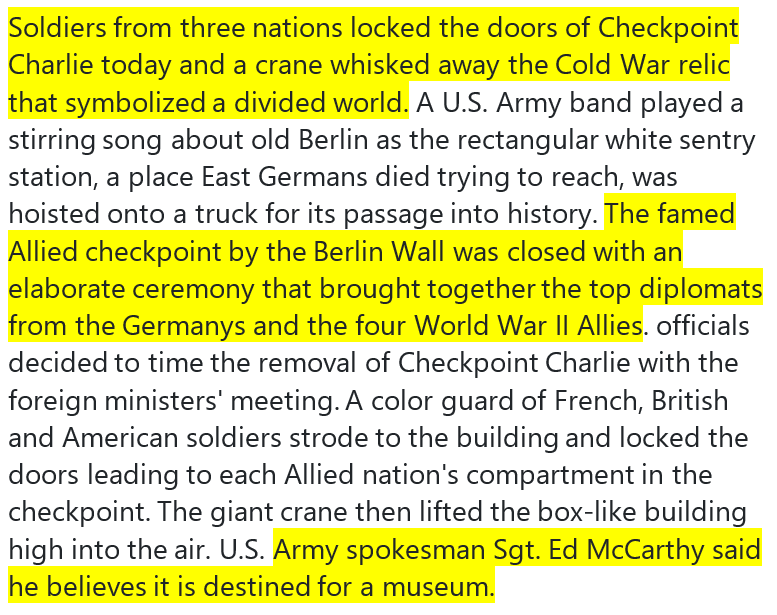 Soldiers from three nations locked the doors of Checkpoint
Charlie today and a crane whisked away the Cold War relic
that symbolized a divided world. A U.S. Army band played a
stirring song about old Berlin as the rectangular white sentry
station, a place East Germans died trying to reach, was
hoisted onto a truck for its passage into history. The famed
Allied checkpoint by the Berlin Wall was closed with an
elaborate ceremony that brought together the top diplomats
from the Germanys and the four World War II Allies. officials
decided to time the removal of Checkpoint Charlie with the
foreign ministers' meeting. A color guard of French, British
and American soldiers strode to the building and locked the
doors leading to each Allied nation's compartment in the
checkpoint. The giant crane then lifted the box-like building
high into the air. U.S. Army spokesman Sgt. Ed McCarthy said
he believes it is destined for a museum.